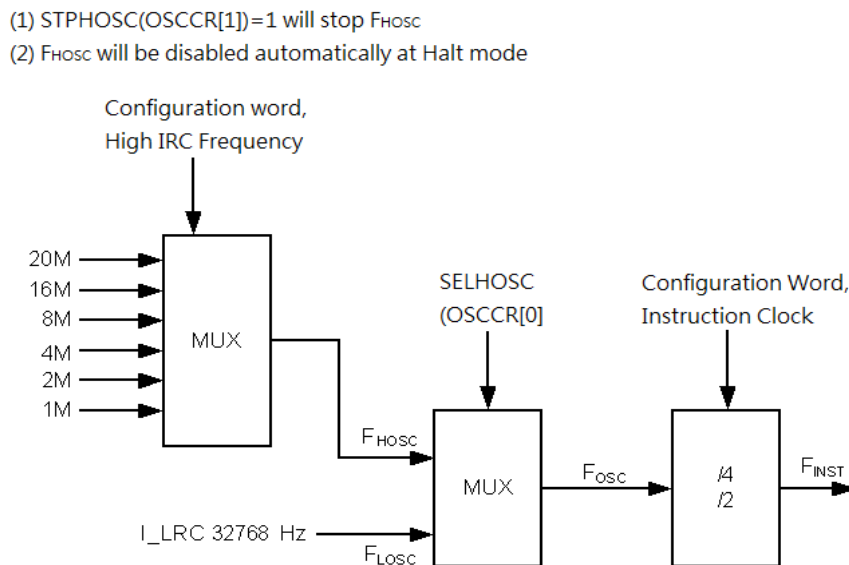 (1) STPHOSC(OSCCR[1])=1 will stop FHOSC
(2) FHOSC will be disabled automatically at Halt mode
Configuration word,
High IRC Frequency
20M
16M
8M
4M
2M
1M
MUX
SELHOSC
(OSCCR[0]
Configuration Word,
Instruction Clock
FHOSC
MUX
FOSC
/4
/2
FINST
I_LRC 32768 Hz
FLOSC